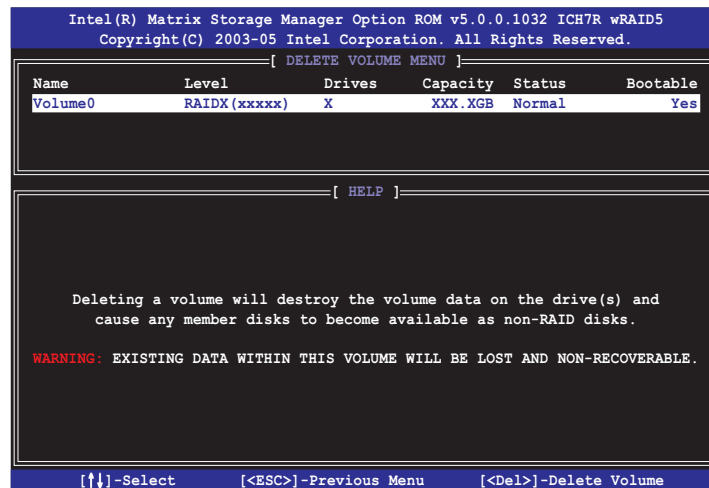 Intel(R) Matrix Storage Manager Option ROM v5.0.0.1032 ICH7R wRAID5
Copyright(C) 2003-05 Intel Corporation. All Rights Reserved.
[ DELETE VOLUME MENU ]
Name Level Drives Capacity Status Bootable
Volume0 RAIDX(xxxxx) X XXX.XGB Normal Yes
[ HELP ]
Deleting a volume will destroy the volume data on the drive(s) and
cause any member disks to become available as non-RAID disks.
WARNING: EXISTING DATA WITHIN THIS VOLUME WILL BE LOST AND NON-RECOVERABLE.
[↑↓]-Select [<ESC>]-Previous Menu [<Del>]-Delete Volume